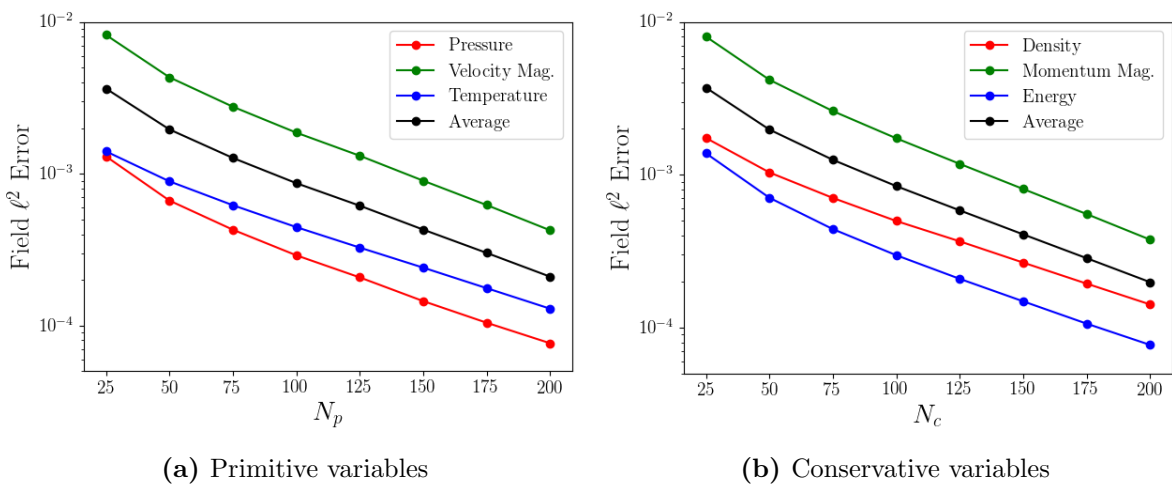 10⁻²
10⁻³
10⁻⁴
Field ℓ² Error
Pressure
Velocity Mag.
Temperature
Average
25 50 75 100 125 150 175 200
N_p
(a) Primitive variables
10⁻²
10⁻³
10⁻⁴
Field ℓ² Error
Density
Momentum Mag.
Energy
Average
25 50 75 100 125 150 175 200
N_c
(b) Conservative variables